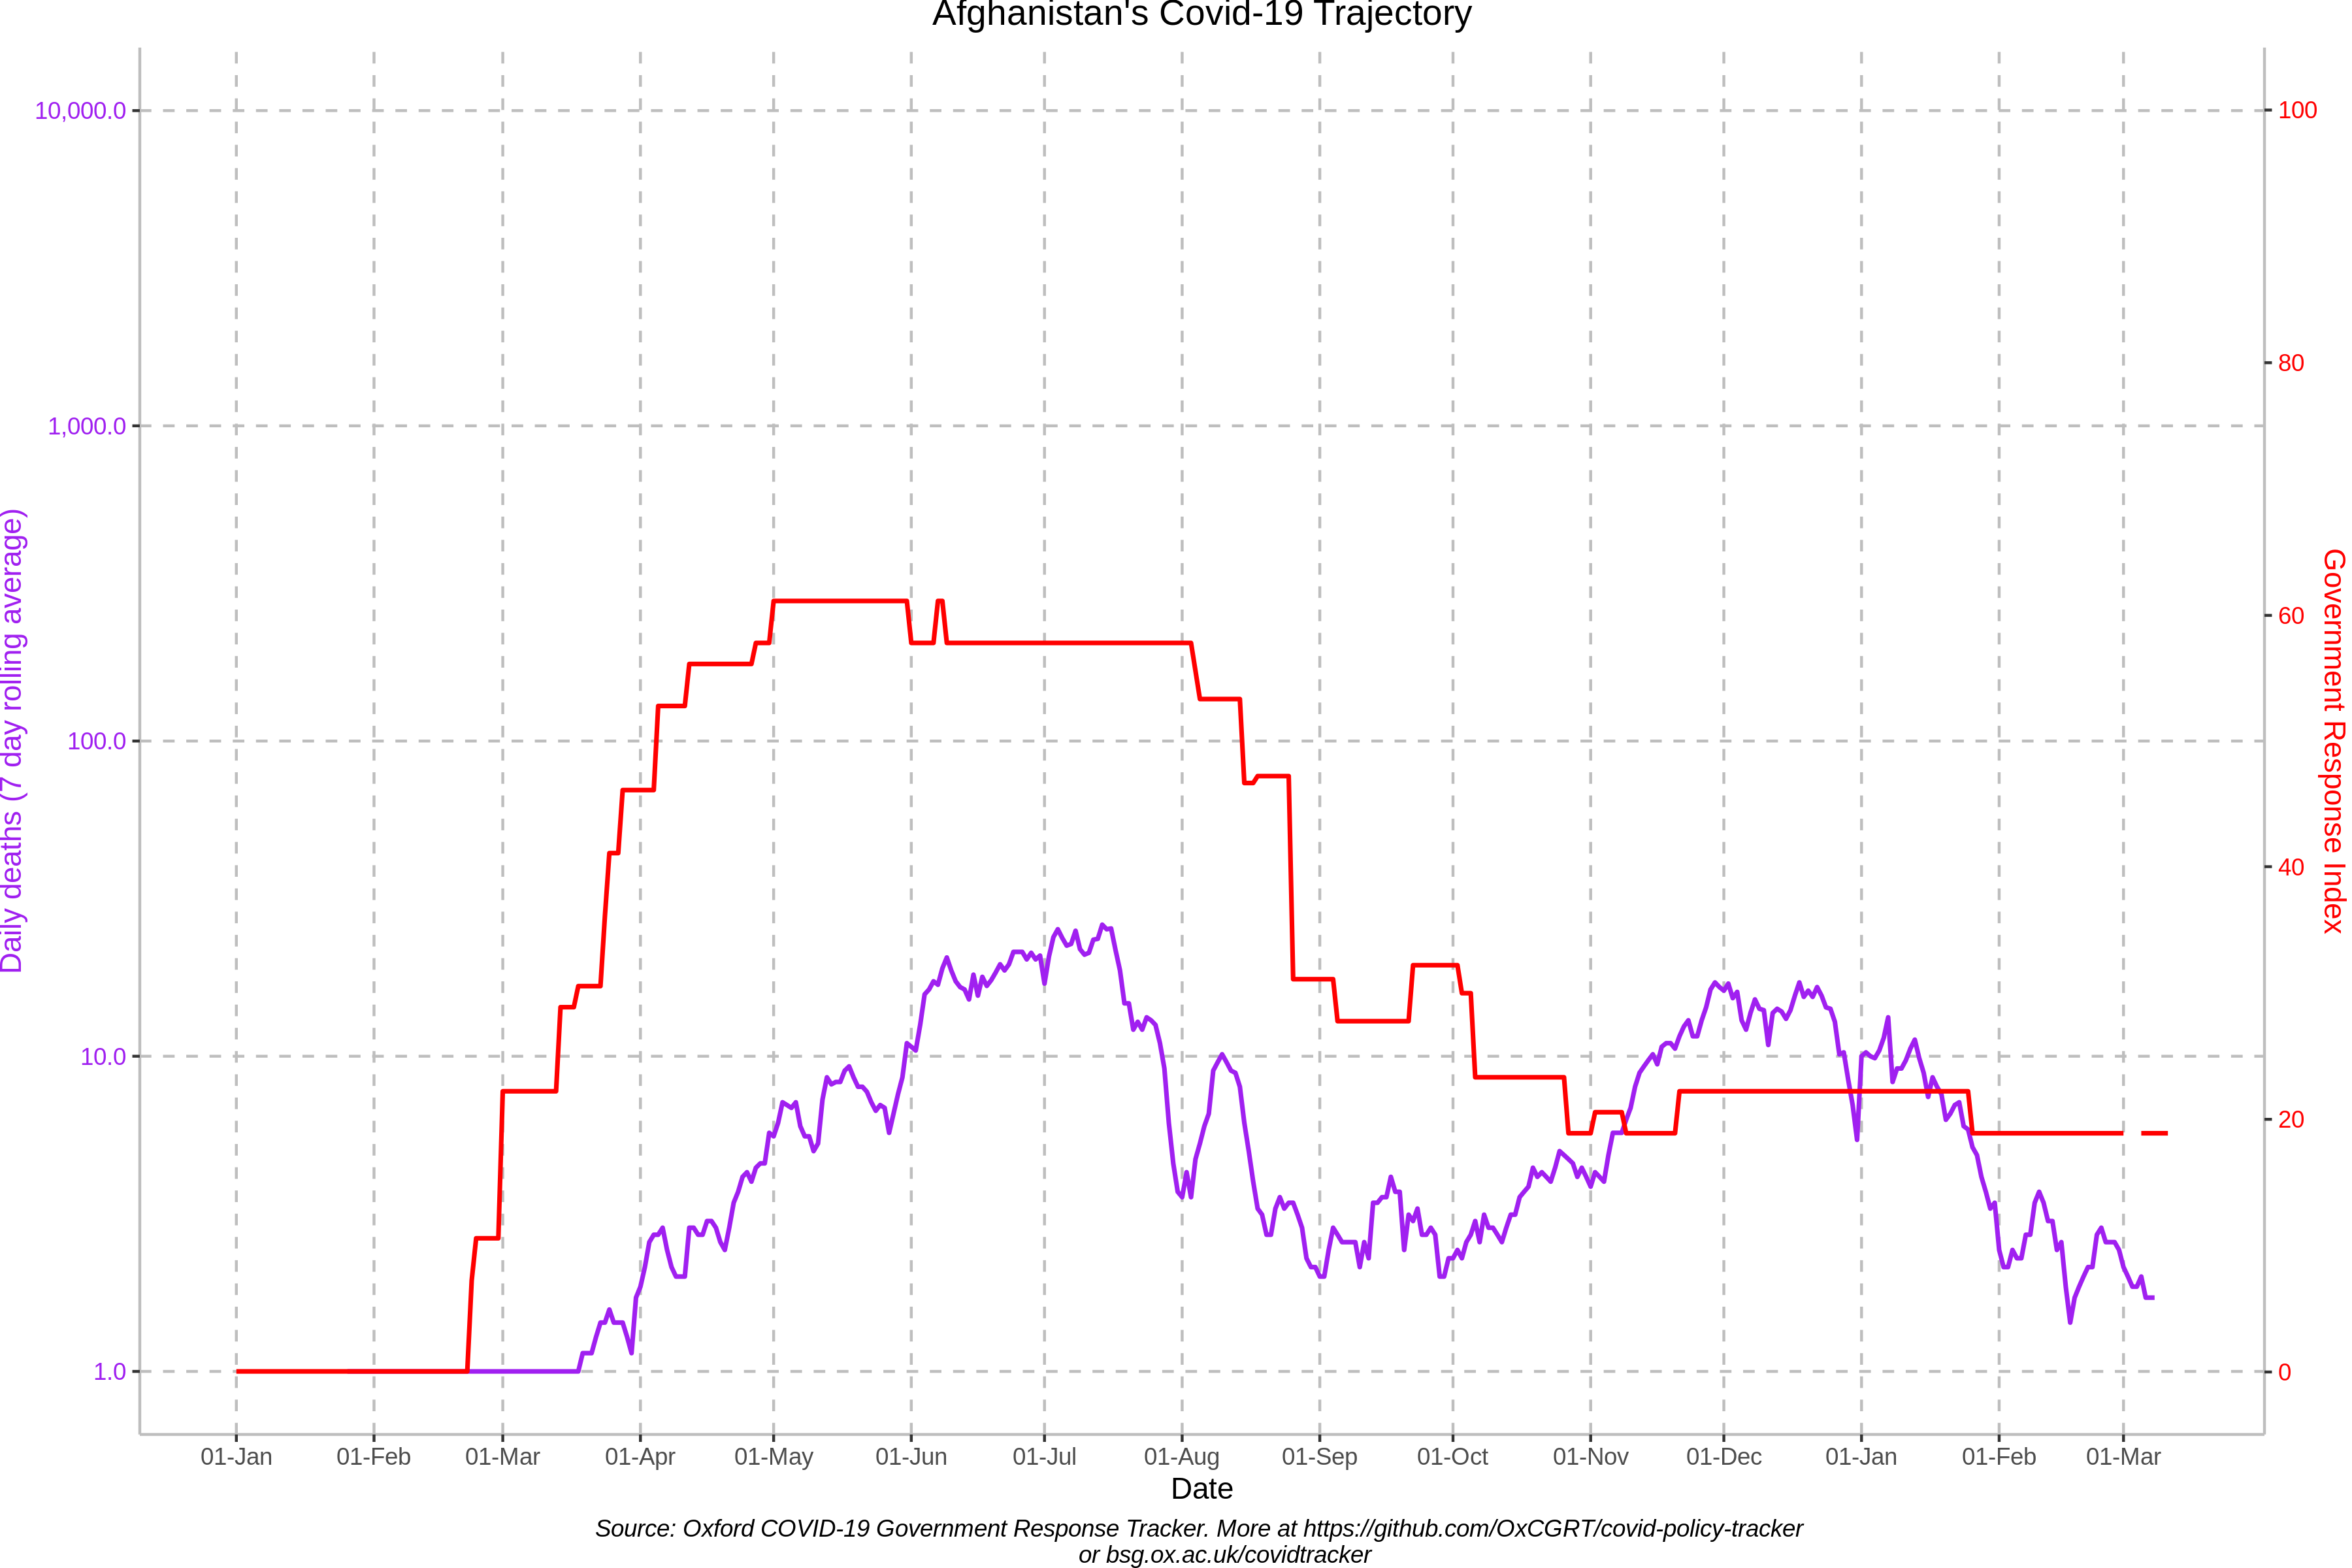 Afghanistan's Covid-19 Trajectory
Daily deaths (7 day rolling average)
10,000.0
1,000.0
100.0
10.0
1.0
100
80
60
40
20
0
Government Response Index
01-Jan
01-Feb
01-Mar
01-Apr
01-May
01-Jun
01-Jul
01-Aug
01-Sep
01-Oct
01-Nov
01-Dec
01-Jan
01-Feb
01-Mar
Date
Source: Oxford COVID-19 Government Response Tracker. More at https://github.com/OxCGRT/covid-policy-tracker
or bsg.ox.ac.uk/covidtracker